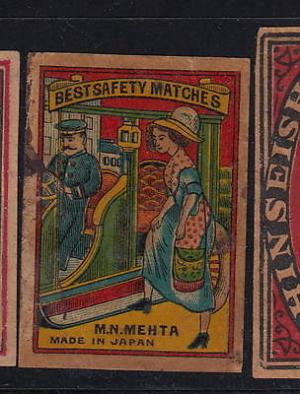 BEST SAFETY MATCHES
M.N.MEHTA
MADE IN JAPAN